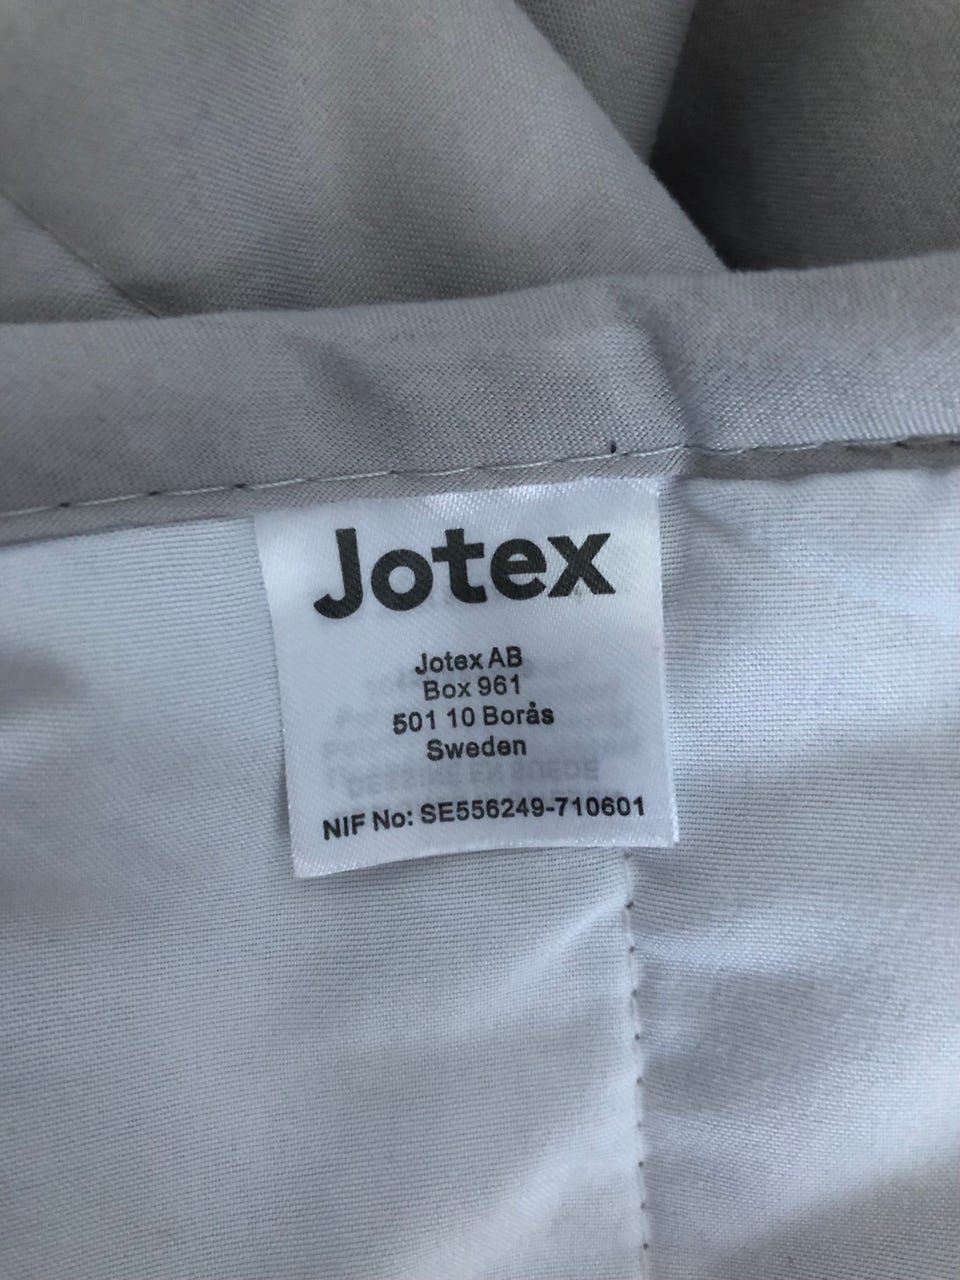 Jotex
Jotex AB
Box 961
501 10 Borås
Sweden
NIF No: SE556249-710601